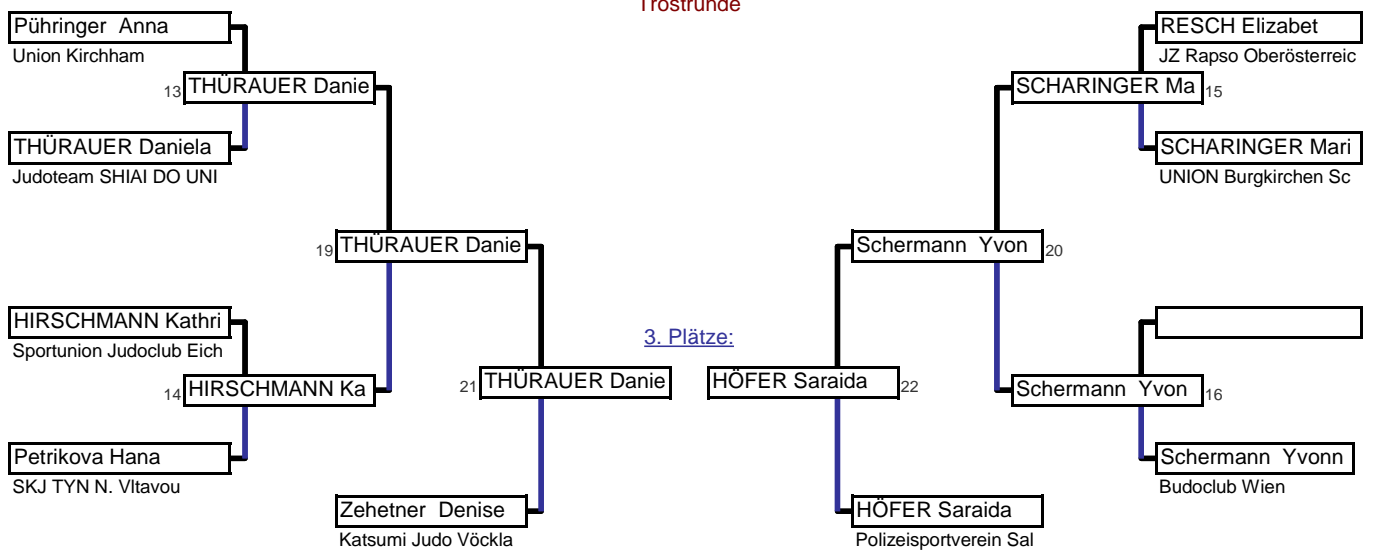 Trostrunde
Pühringer Anna
Union Kirchham
13 THÜRAUER Danie
THÜRAUER Daniela
Judoteam SHIAI DO UNI
19 THÜRAUER Danie
HIRSCHMANN Kathri
Sportunion Judoclub Eich
14 HIRSCHMANN Ka
21 THÜRAUER Danie
Petrikova Hana
SKJ TYN N. Vltavou
Zehetner Denise
Katsumi Judo Vöckla
3. Plätze:
RESCH Elizabet
JZ Rapso Oberösterreic
SCHARINGER Ma 15
SCHARINGER Mari
UNION Burgkirchen Sc
Schermann Yvon 20
HÖFER Saraida 22
Schermann Yvon 16
Schermann Yvonn
Budoclub Wien
HÖFER Saraida
Polizeisportverein Sal